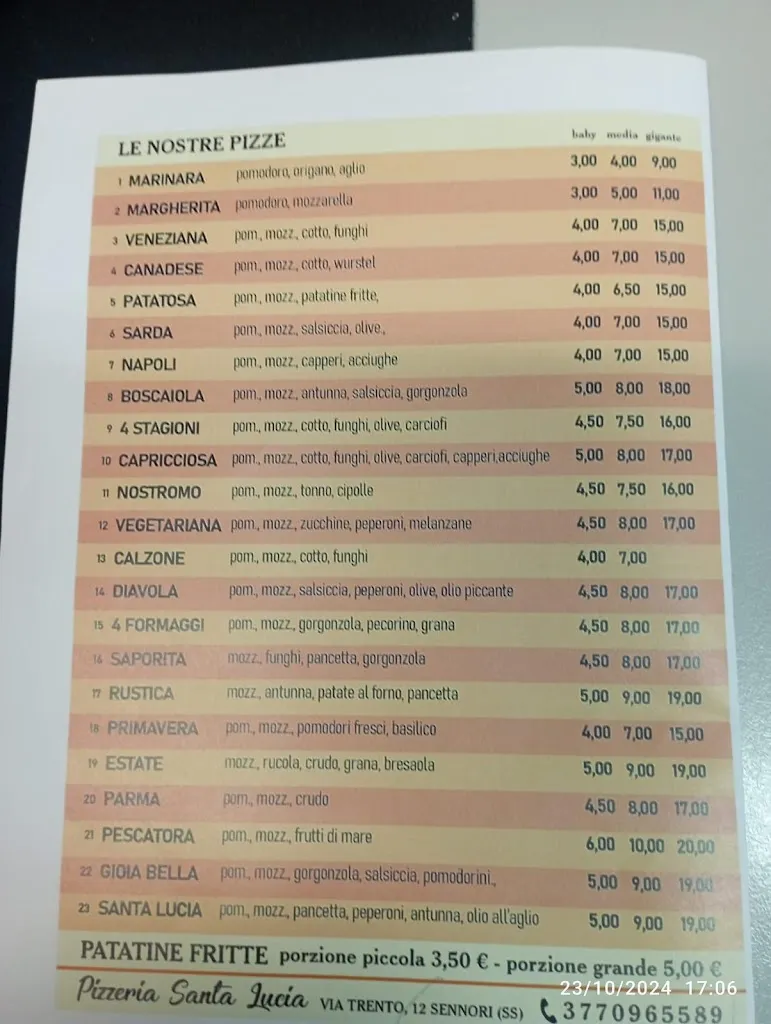 LE NOSTRE PIZZE baby media gigante
1 MARINARA pomodoro, origano, aglio 3,00 4,00 9,00
2 MARGHERITA pomodoro, mozzarella 3,00 5,00 11,00
3 VENEZIANA pom., mozz., cotto, funghi 4,00 7,00 15,00
4 CANADESE pom., mozz., cotto, wurstel 4,00 7,00 15,00
5 PATATOSA pom., mozz., patatine fritte, 4,00 6,50 15,00
6 SARDA pom., mozz., salsiccia, olive., 4,00 7,00 15,00
7 NAPOLI pom., mozz., capperi, acciughe 4,00 7,00 15,00
8 BOSCAIOLA pom., mozz., antunna, salsiccia, gorgonzola 5,00 8,00 18,00
9 4 STAGIONI pom., mozz., cotto, funghi, olive, carciofi 4,50 7,50 16,00
10 CAPRICCIOSA pom., mozz., cotto, funghi, olive, carciofi, capperi,acciughe 5,00 8,00 17,00
11 NOSTROMO pom., mozz., tonno, cipolle 4,50 7,50 16,00
12 VEGETARIANA pom., mozz., zucchine, peperoni, melanzane 4,50 8,00 17,00
13 CALZONE pom., mozz., cotto, funghi 4,00 7,00
14 DIAVOLA pom., mozz., salsiccia, peperoni, olive, olio piccante 4,50 8,00 17,00
15 4 FORMAGGI pom., mozz., gorgonzola, pecorino, grana 4,50 8,00 17,00
16 SAPORITA mozz., funghi, pancetta, gorgonzola 4,50 8,00 17,00
17 RUSTICA mozz., antunna, patate al forno, pancetta 5,00 9,00 19,00
18 PRIMAVERA pom., mozz., pomodori freschi, basilico 4,00 7,00 15,00
19 ESTATE mozz., rucola, crudo, grana, bresaola 5,00 9,00 19,00
20 PARMA pom., mozz., crudo 4,50 8,00 17,00
21 PESCATORA pom., mozz., frutti di mare 6,00 10,00 20,00
22 GIOIA BELLA pom., mozz., gorgonzola, salsiccia, pomodorini., 5,00 9,00 19,00
23 SANTA LUCIA pom., mozz., pancetta, peperoni, antunna, olio all'aglio 5,00 9,00 19,00
PATATINE FRITTE porzione piccola 3,50 € - porzione grande 5,00 €
23/10/2024 17:06
Pizzeria Santa Lucia VIA TRENTO, 12 SENNORI (SS) 3770965589